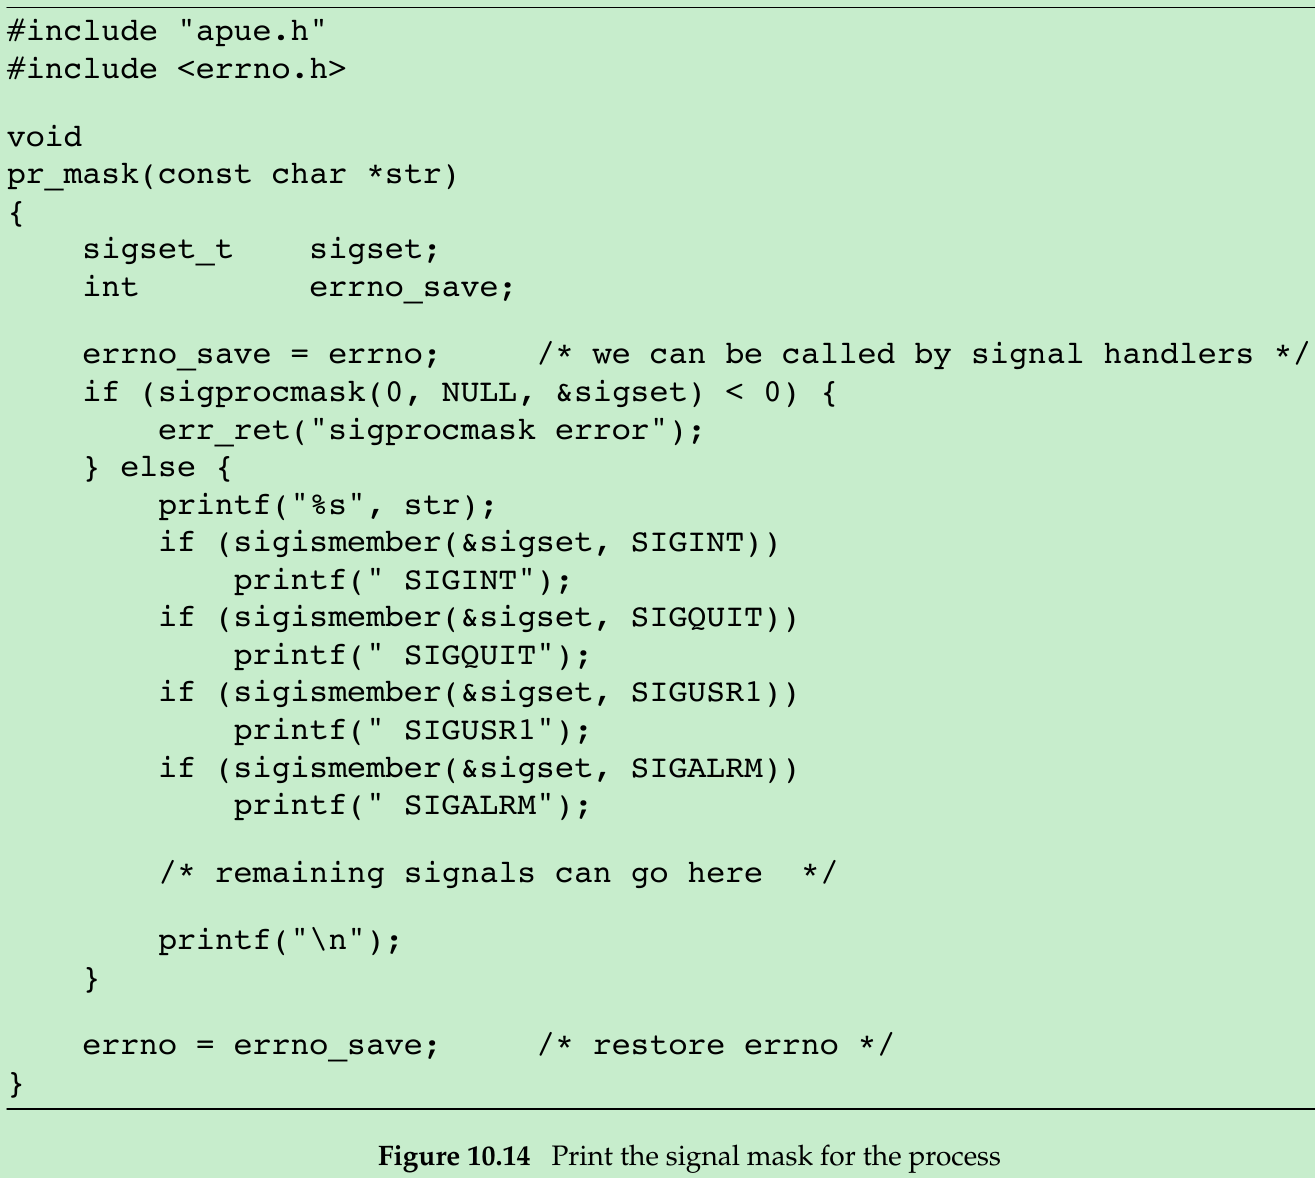 #include "apue.h"
#include <errno.h>
void
pr_mask(const char *str)
{
    sigset_t    sigset;
    int         errno_save;
    errno_save = errno;     /* we can be called by signal handlers */
    if (sigprocmask(0, NULL, &sigset) < 0) {
        err_ret("sigprocmask error");
    } else {
        printf("%s", str);
        if (sigismember(&sigset, SIGINT))
            printf(" SIGINT");
        if (sigismember(&sigset, SIGQUIT))
            printf(" SIGQUIT");
        if (sigismember(&sigset, SIGUSR1))
            printf(" SIGUSR1");
        if (sigismember(&sigset, SIGALRM))
            printf(" SIGALRM");
        /* remaining signals can go here  */
        printf("\n");
    }
    errno = errno_save;     /* restore errno */
}
Figure 10.14   Print the signal mask for the process